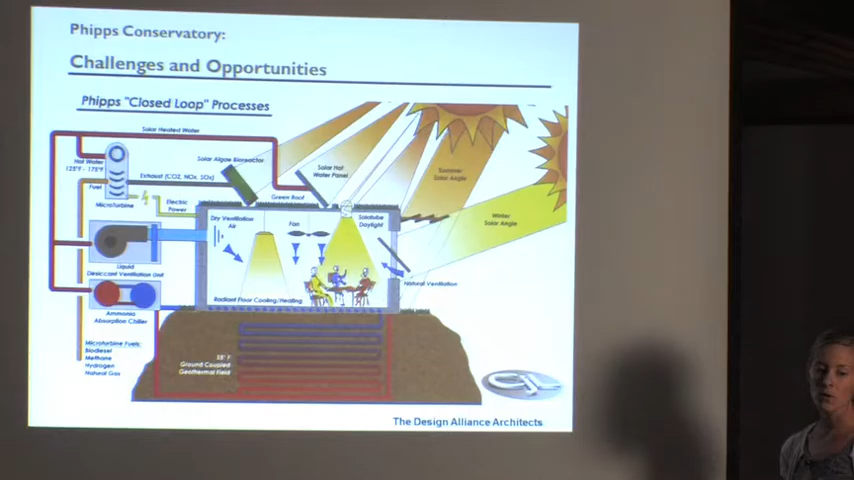 Phipps Conservatory:
Challenges and Opportunities
Phipps "Closed Loop" Processes
Solar Heated Water
Hot Water
125°F - 175°F
Fuel
Microturbine
Exhaust (CO2, NOx, SOx)
Electric
Power
Solar Algae Bioreactor
Green Roof
Solar Hot
Water Panel
Summer
Solar Angle
Winter
Solar Angle
Dry Ventilation
Air
Fan
Solatube
Daylight
Liquid
Desiccant Ventilation Unit
Natural Ventilation
Radiant Floor Cooling/Heating
Ammonia
Absorption Chiller
Microturbine Fuels:
Biodiesel
Methane
Hydrogen
Natural Gas
55° F
Ground Coupled
Geothermal Field
The Design Alliance Architects